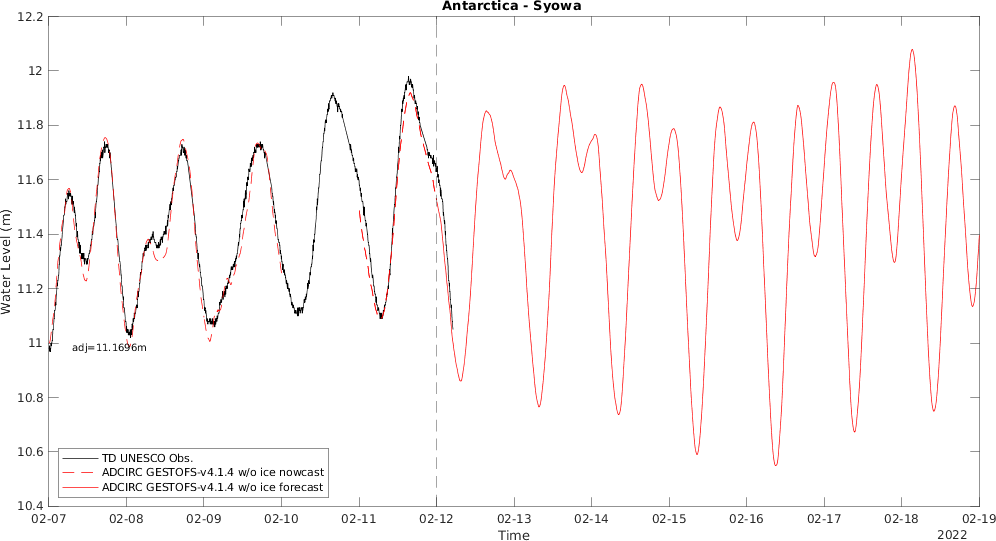 Antarctica - Syowa
12.2
12
11.8
11.6
11.4
11.2
11
10.8
10.6
10.4
Water Level (m)
adj=11.1696m
TD UNESCO Obs.
ADCIRC GESTOFS-v4.1.4 w/o ice nowcast
ADCIRC GESTOFS-v4.1.4 w/o ice forecast
02-07 02-08 02-09 02-10 02-11 02-12 02-13 02-14 02-15 02-16 02-17 02-18 02-19
Time
2022